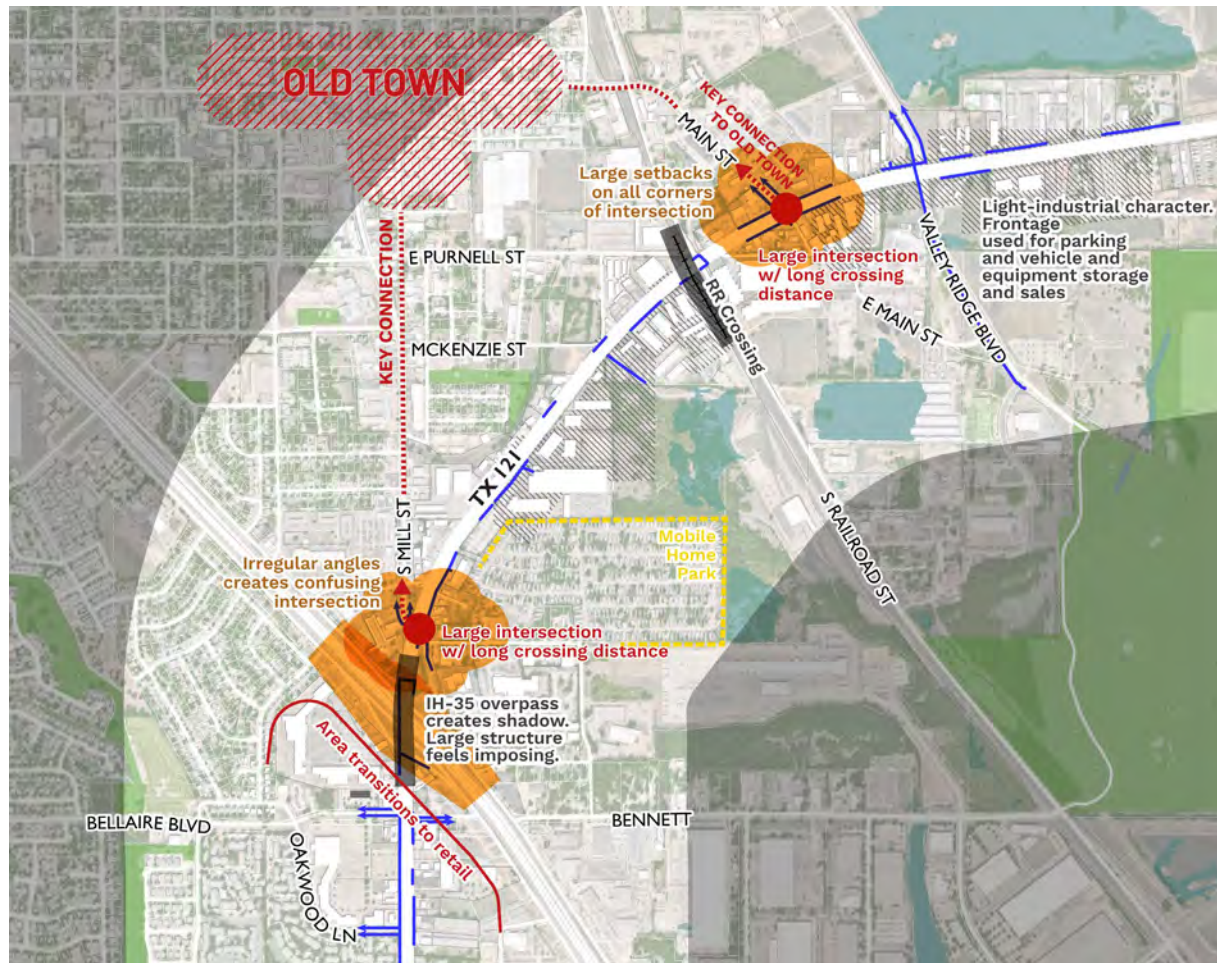 OLD TOWN
KEY CONNECTION
TO OLD TOWN
MAIN ST
Large setbacks
on all corners
of intersection
Light-industrial character.
Frontage
used for parking
and vehicle and
equipment storage
and sales
VALLEY RIDGE BLVD
E PURNELL ST
Large intersection
w/ long crossing
distance
RR Crossing
E MAIN ST
KEY CONNECTION
MCKENZIE ST
TX 121
S MILL ST
S RAILROAD ST
Mobile
Home
Park
Irregular angles
creates confusing
intersection
Large intersection
w/ long crossing distance
IH-35 overpass
creates shadow.
Large structure
feels imposing.
Area transitions to retail
BELLAIRE BLVD
BENNETT
OAKWOOD LN